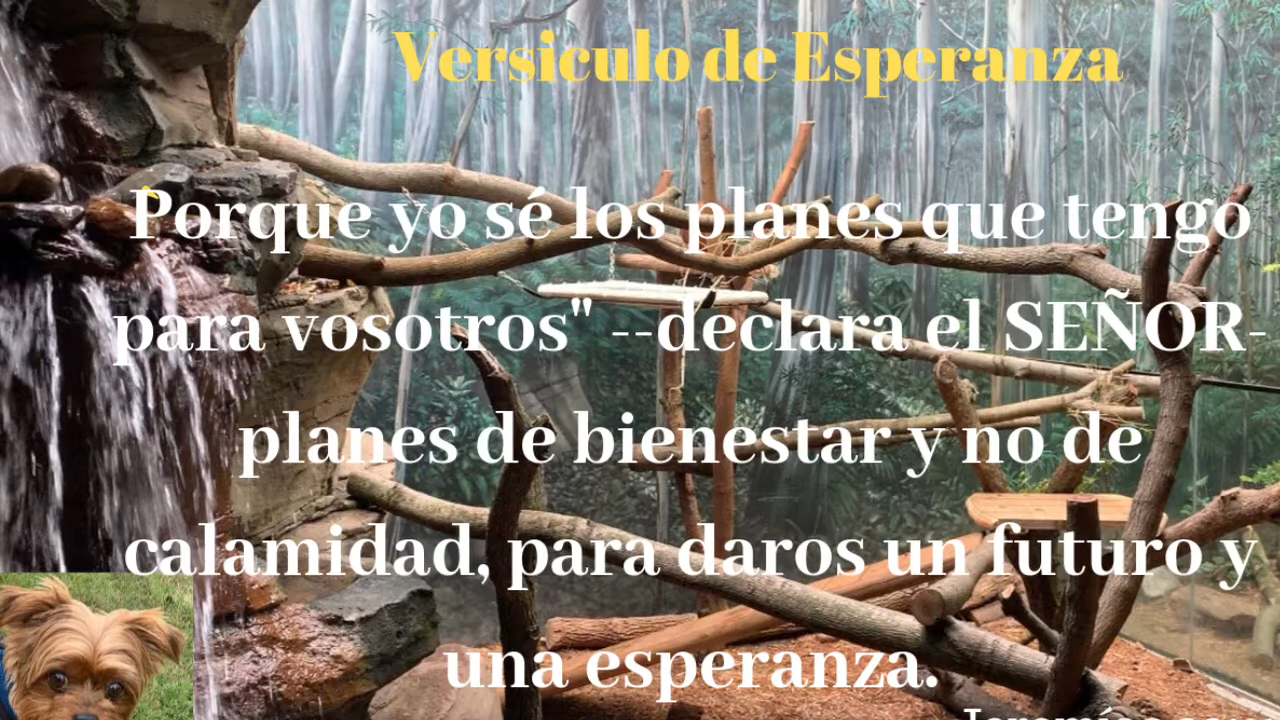 Versiculo de Esperanza
Porque yo sé los planes que tengo
para vosotros" --declara el SEÑOR-
planes de bienestar y no de
calamidad, para daros un futuro y
una esperanza.